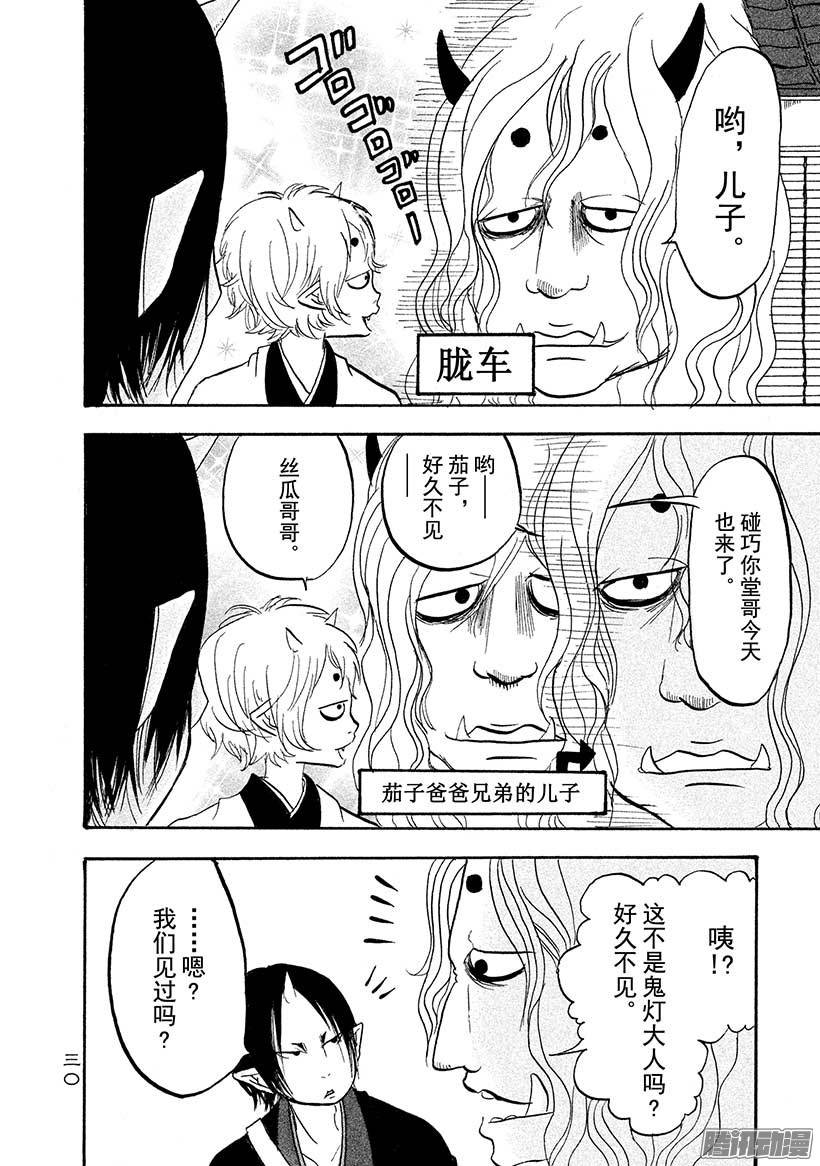 哟，儿子。
ゴロゴロゴロー
胧车
碰巧你堂哥今天
也来了。
哟——
茄子，
好久不见
——
丝瓜哥哥。
茄子爸爸兄弟的儿子
咦!?
这不是鬼灯大人吗？
好久不见。
……嗯？
我们见过吗？
三〇
腾讯动漫